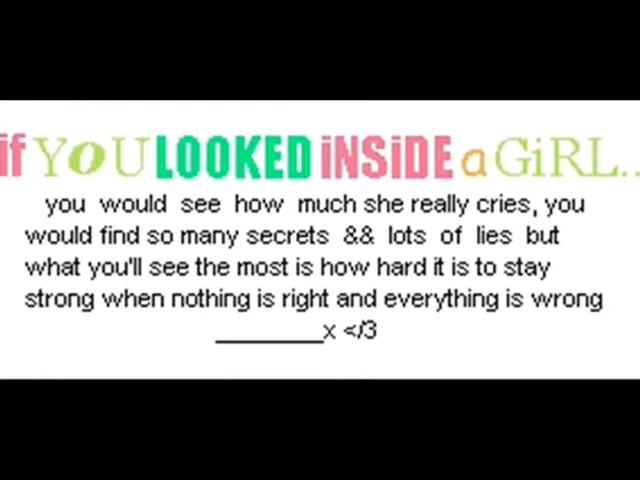 if YOU LOOKED iNSiDE a GiRL..
you would see how much she really cries, you
would find so many secrets && lots of lies but
what you'll see the most is how hard it is to stay
strong when nothing is right and everything is wrong
_________x </3